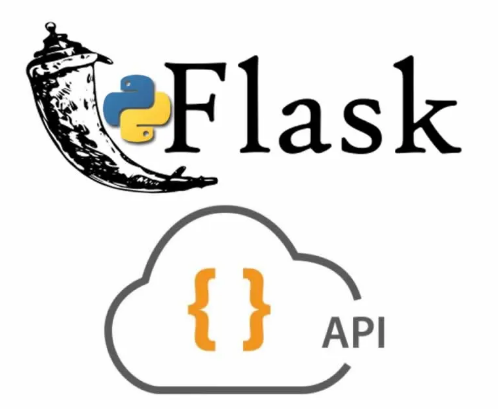 Flask
{ }
API